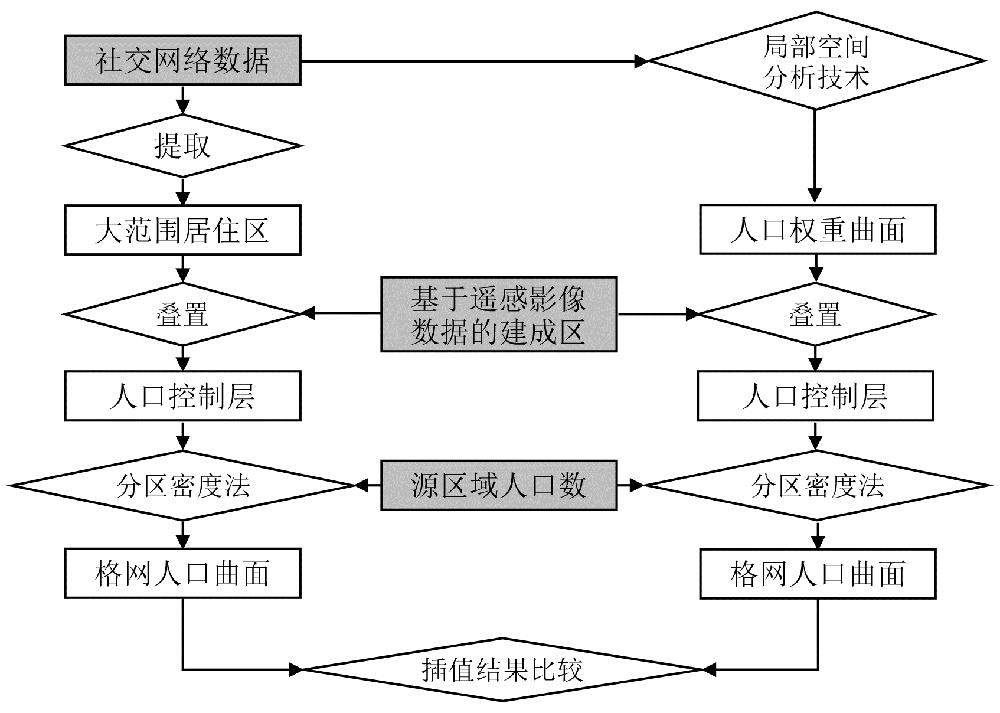 社交网络数据
局部空间
分析技术
提取
大范围居住区
人口权重曲面
叠置
基于遥感影像
数据的建成区
叠置
人口控制层
人口控制层
分区密度法
源区域人口数
分区密度法
格网人口曲面
格网人口曲面
插值结果比较